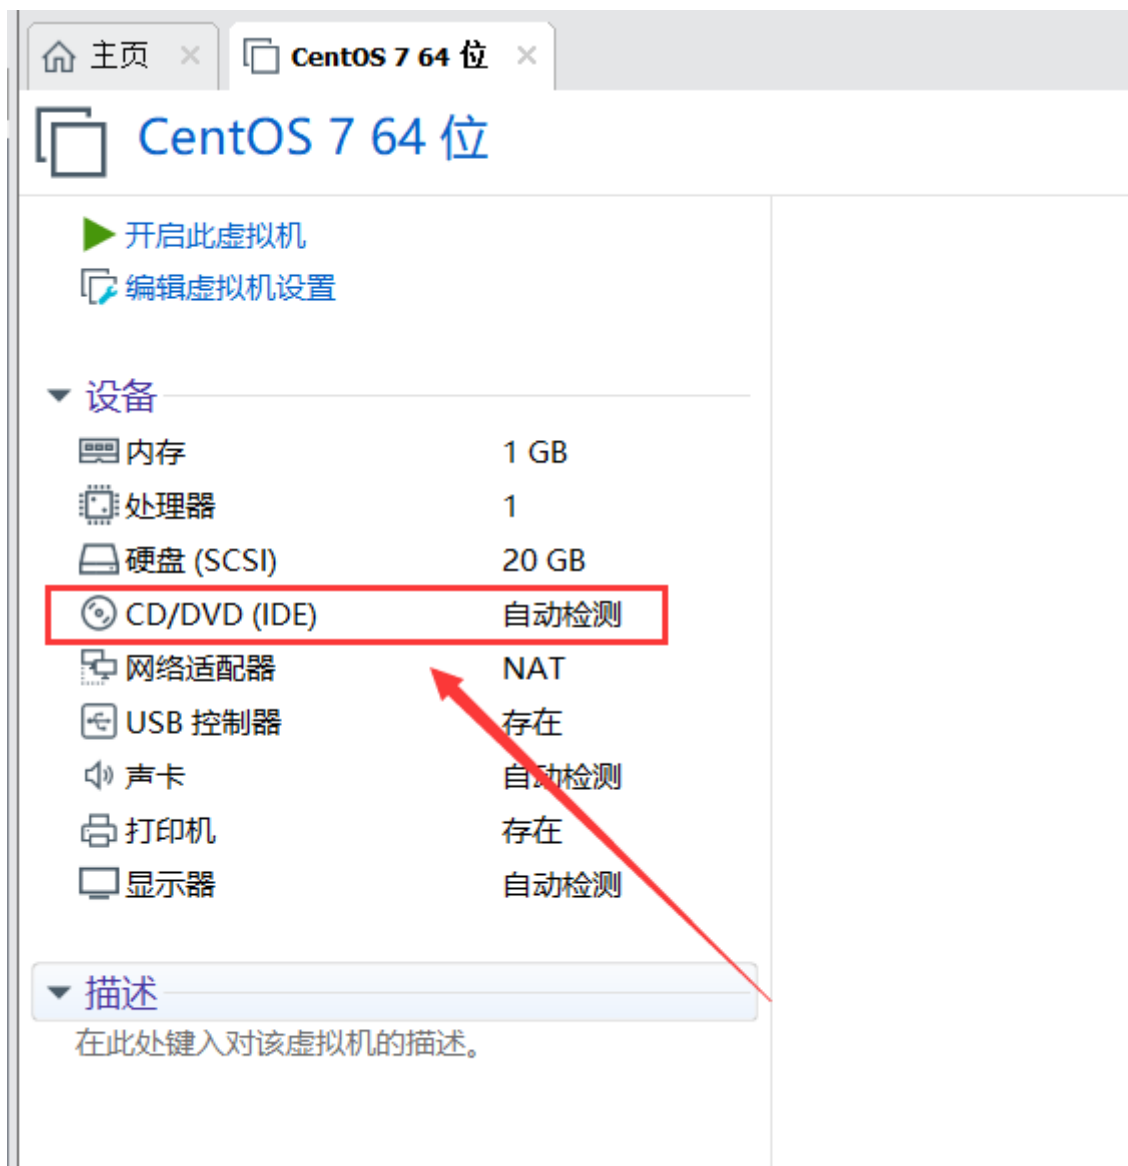 主页 CentOS 7 64 位
CentOS 7 64 位
开启此虚拟机
编辑虚拟机设置
设备
内存 1 GB
处理器 1
硬盘 (SCSI) 20 GB
CD/DVD (IDE) 自动检测
网络适配器 NAT
USB 控制器 存在
声卡 自动检测
打印机 存在
显示器 自动检测
描述
在此处键入对该虚拟机的描述。